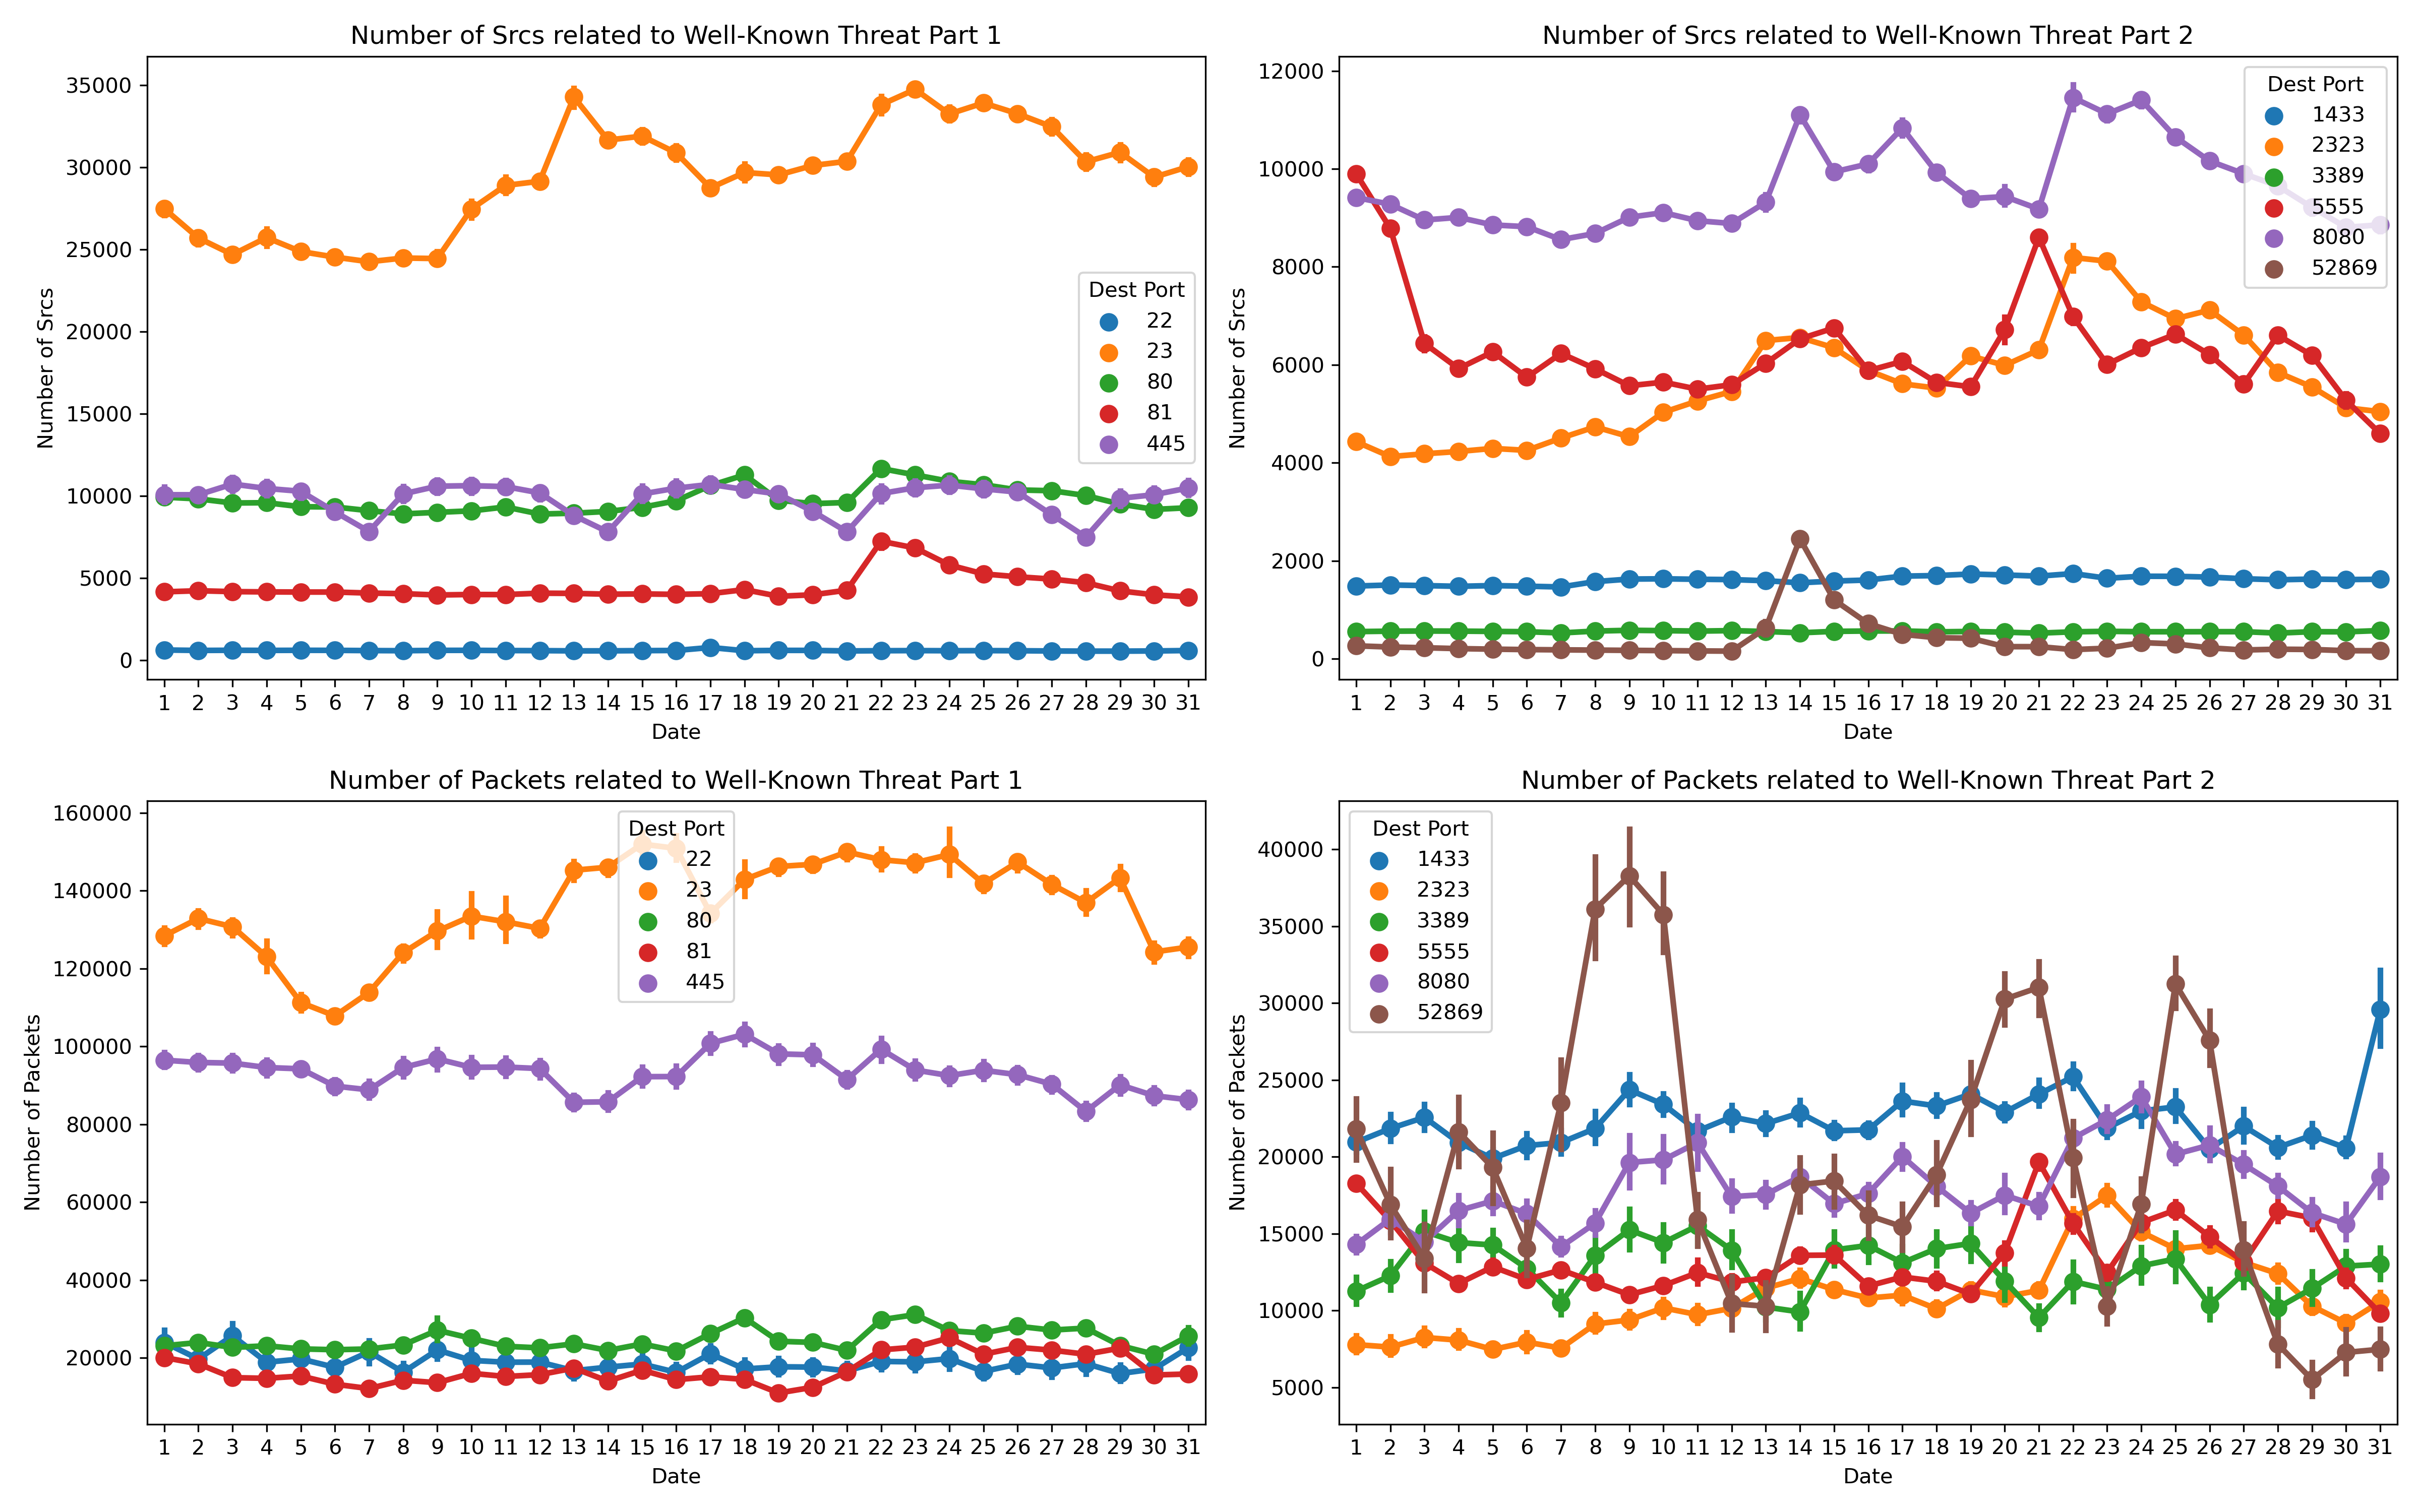 Number of Srcs related to Well-Known Threat Part 1
35000
30000
25000
20000
15000
10000
5000
0
Number of Srcs
Dest Port
22
23
80
81
445
1 2 3 4 5 6 7 8 9 10 11 12 13 14 15 16 17 18 19 20 21 22 23 24 25 26 27 28 29 30 31
Date
Number of Srcs related to Well-Known Threat Part 2
12000
10000
8000
6000
4000
2000
0
Number of Srcs
Dest Port
1433
2323
3389
5555
8080
52869
1 2 3 4 5 6 7 8 9 10 11 12 13 14 15 16 17 18 19 20 21 22 23 24 25 26 27 28 29 30 31
Date
Number of Packets related to Well-Known Threat Part 1
160000
140000
120000
100000
80000
60000
40000
20000
Number of Packets
Dest Port
22
23
80
81
445
1 2 3 4 5 6 7 8 9 10 11 12 13 14 15 16 17 18 19 20 21 22 23 24 25 26 27 28 29 30 31
Date
Number of Packets related to Well-Known Threat Part 2
40000
35000
30000
25000
20000
15000
10000
5000
Number of Packets
Dest Port
1433
2323
3389
5555
8080
52869
1 2 3 4 5 6 7 8 9 10 11 12 13 14 15 16 17 18 19 20 21 22 23 24 25 26 27 28 29 30 31
Date